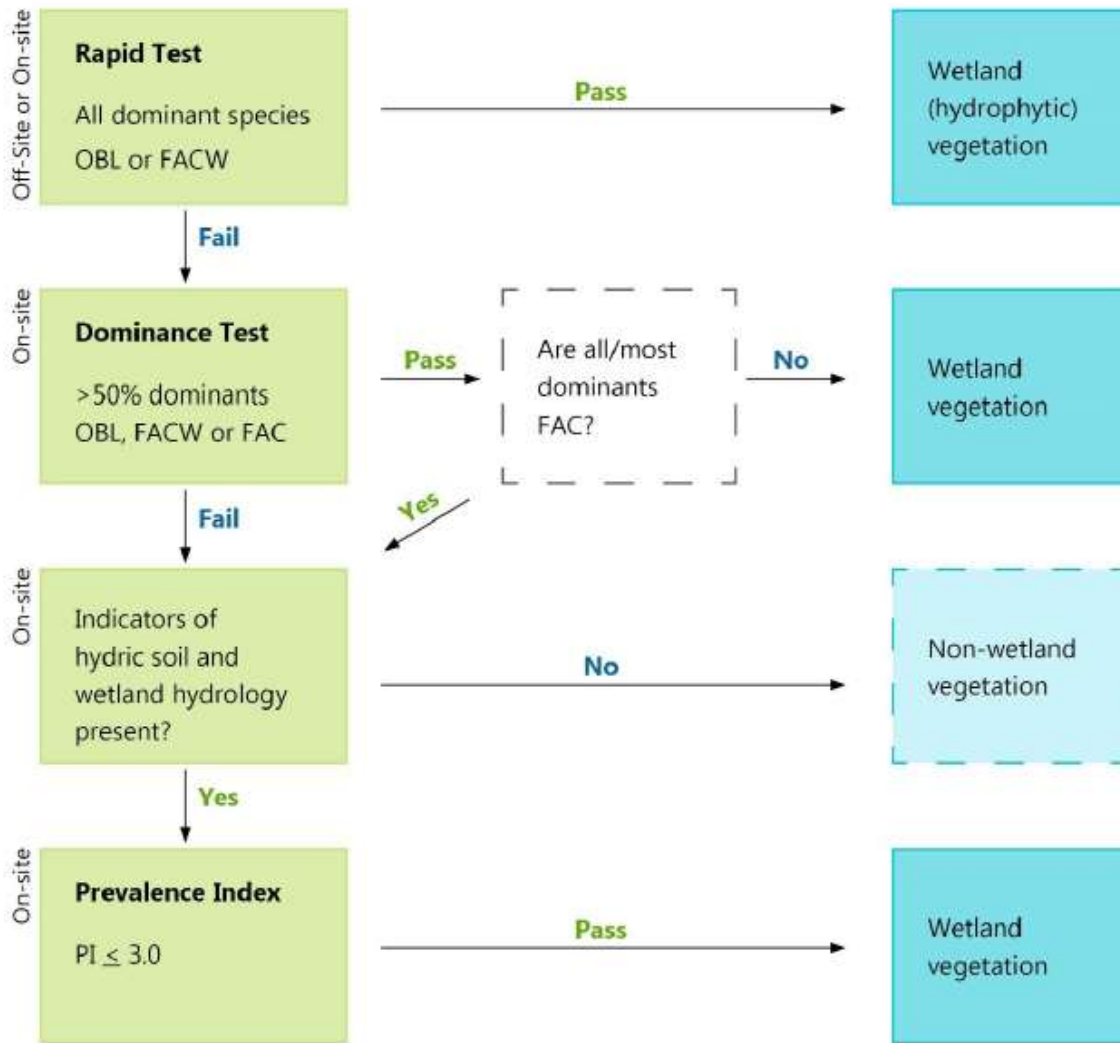 Off-Site or On-site
Rapid Test
All dominant species
OBL or FACW
Pass
Wetland
(hydrophytic)
vegetation
Fail
On-site
Dominance Test
>50% dominants
OBL, FACW or FAC
Pass
Are all/most
dominants
FAC?
No
Wetland
vegetation
Fail
Yes
On-site
Indicators of
hydric soil and
wetland hydrology
present?
No
Non-wetland
vegetation
Yes
On-site
Prevalence Index
PI ≤ 3.0
Pass
Wetland
vegetation